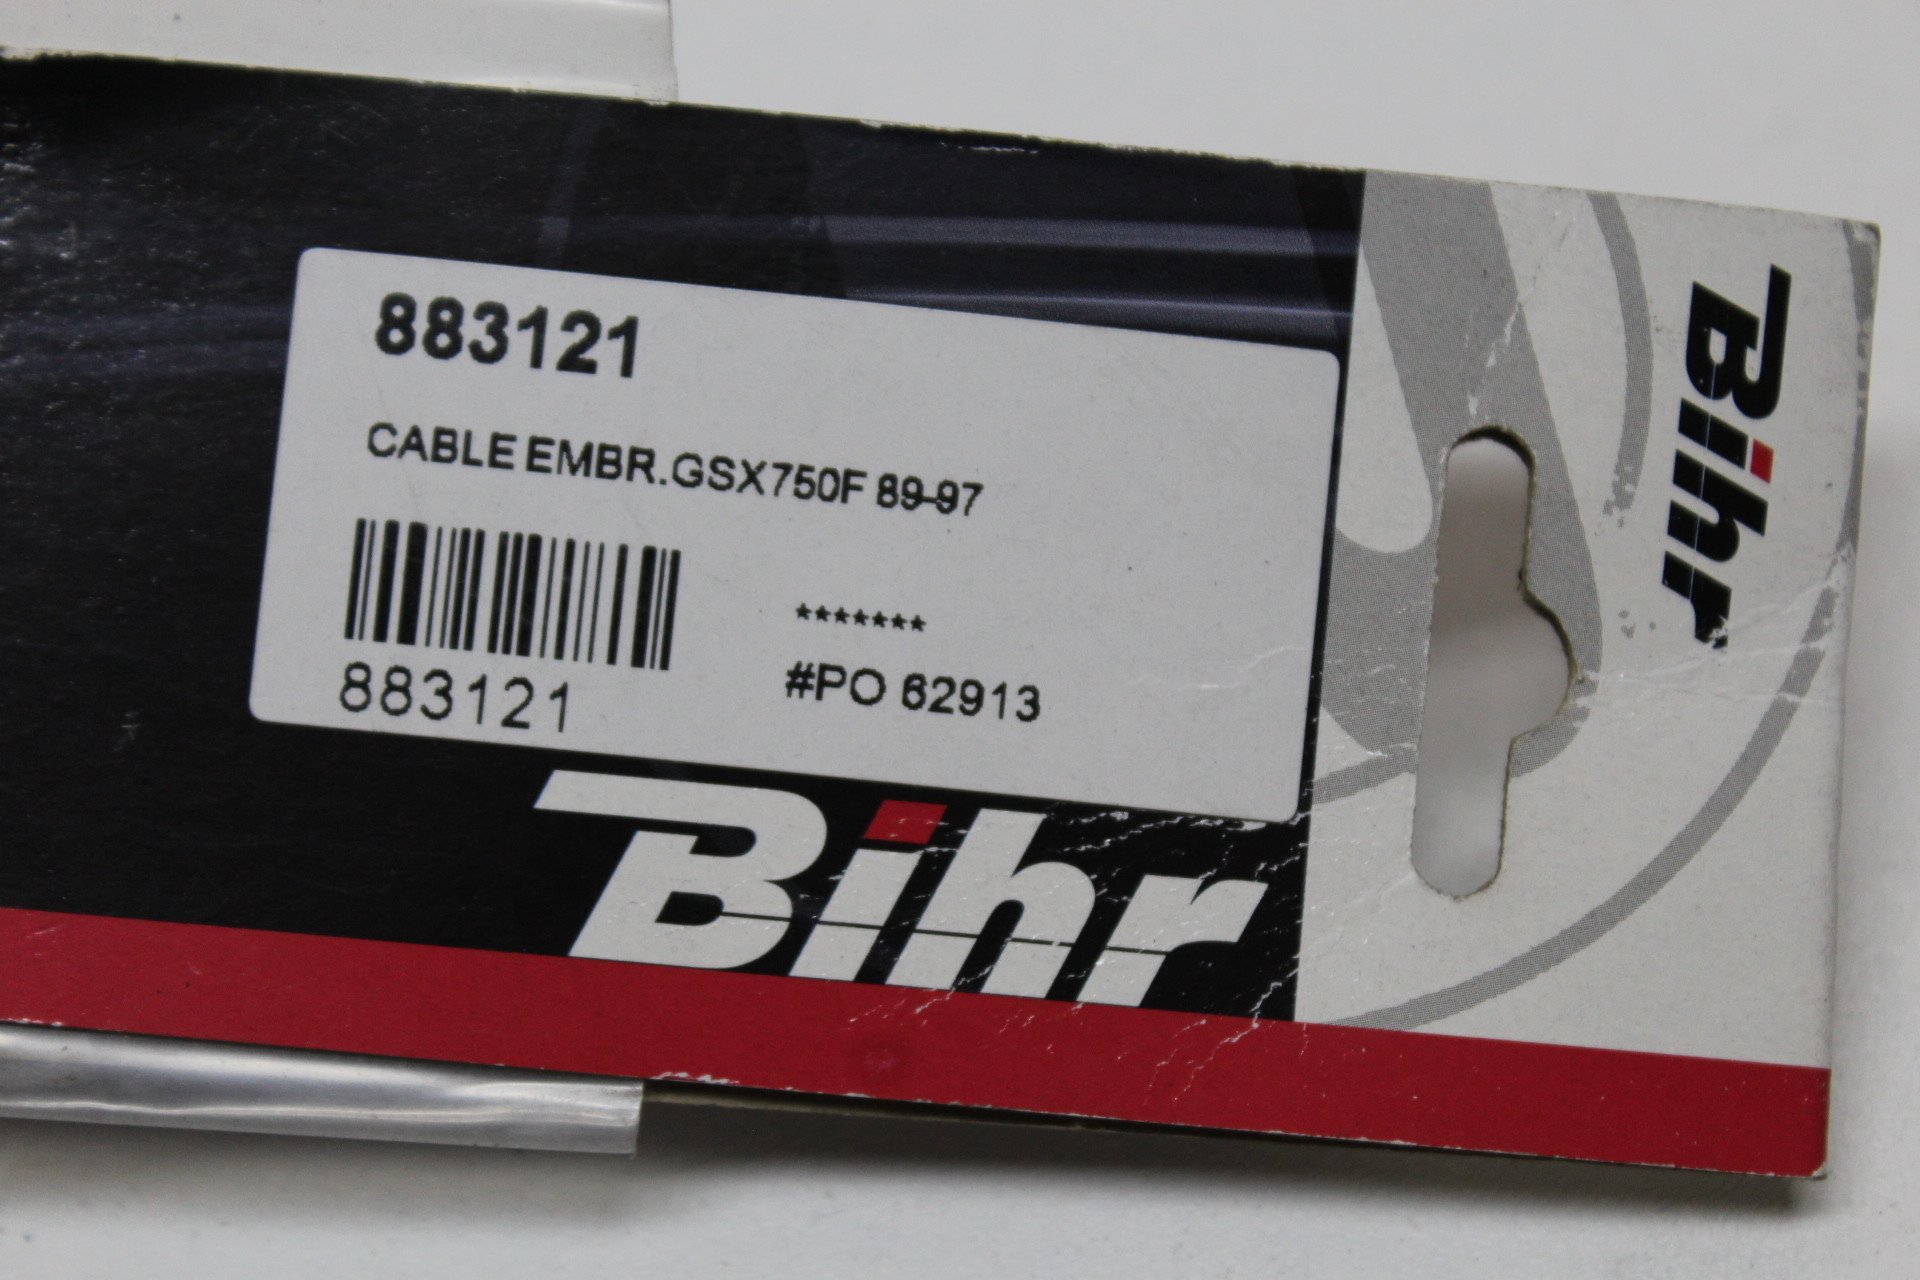 883121
CABLE EMBR.GSX750F 89-97
*******
883121
#PO 62913
Bihr
Bihr